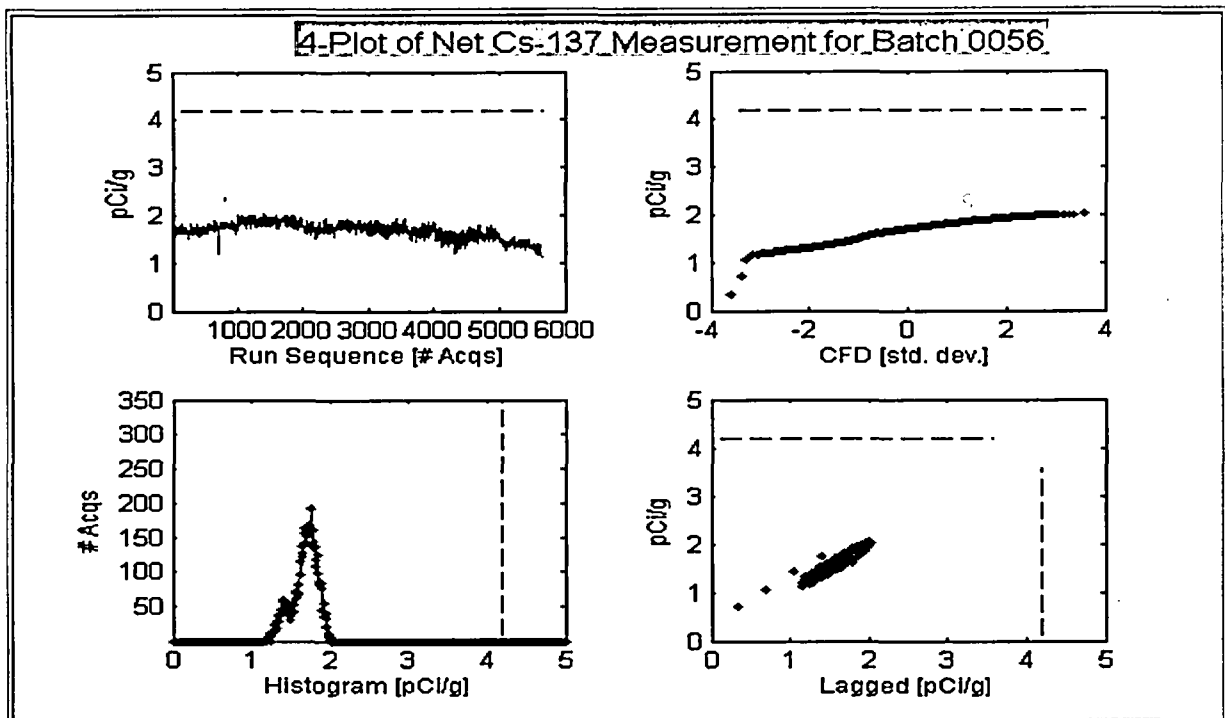 4-Plot of Net Cs-137 Measurement for Batch 0056
5
4
3
2
1
0
pCi/g
1000 2000 3000 4000 5000 6000
Run Sequence [# Acqs]
5
4
3
2
1
0
pCi/g
-4 -2 0 2 4
CFD [std. dev.]
350
300
250
200
150
100
50
# Acqs
0 1 2 3 4 5
Histogram [pCi/g]
5
4
3
2
1
0
pCi/g
0 1 2 3 4 5
Lagged [pCi/g]